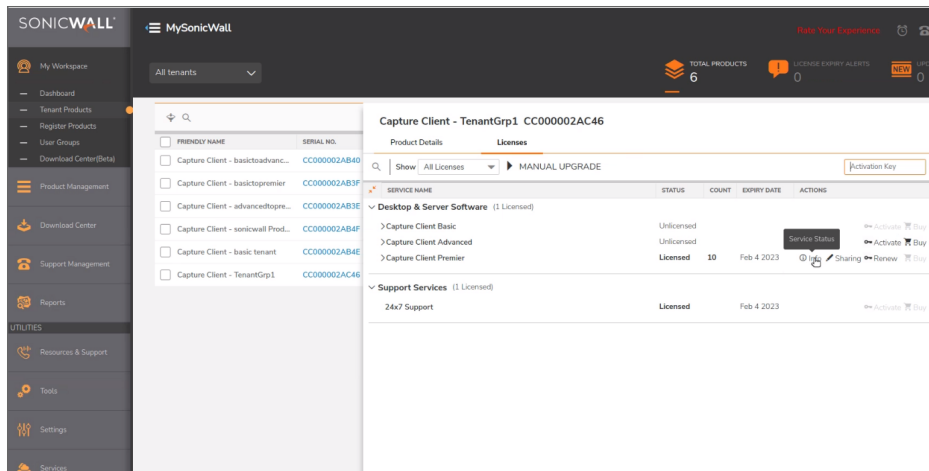 SONICWALL
MySonicWall
Rate Your Experience
My Workspace
Dashboard
Tenant Products
Register Products
User Groups
Download Center(Beta)
Product Management
Download Center
Support Management
Reports
UTILITIES
Resources & Support
Tools
Settings
Services
All tenants
TOTAL PRODUCTS
6
LICENSE EXPIRY ALERTS
0
NEW
0
FRIENDLY NAME SERIAL NO.
Capture Client - basictoadvanc... CC000002AB40
Capture Client - basictopremier CC000002AB3F
Capture Client - advancedtopre... CC000002AB3E
Capture Client - sonicwall Prod... CC000002AB4F
Capture Client - basic tenant CC000002AB4E
Capture Client - TenantGrp1 CC000002AC46
Capture Client - TenantGrp1 CC000002AC46
Product Details Licenses
Show All Licenses MANUAL UPGRADE Activation Key
SERVICE NAME STATUS COUNT EXPIRY DATE ACTIONS
Desktop & Server Software (1 Licensed)
Capture Client Basic Unlicensed Activate Buy
Service Status
Capture Client Advanced Unlicensed Activate Buy
Capture Client Premier Licensed 10 Feb 4 2023 Info Sharing Renew Buy
Support Services (1 Licensed)
24x7 Support Licensed Feb 4 2023 Activate Buy